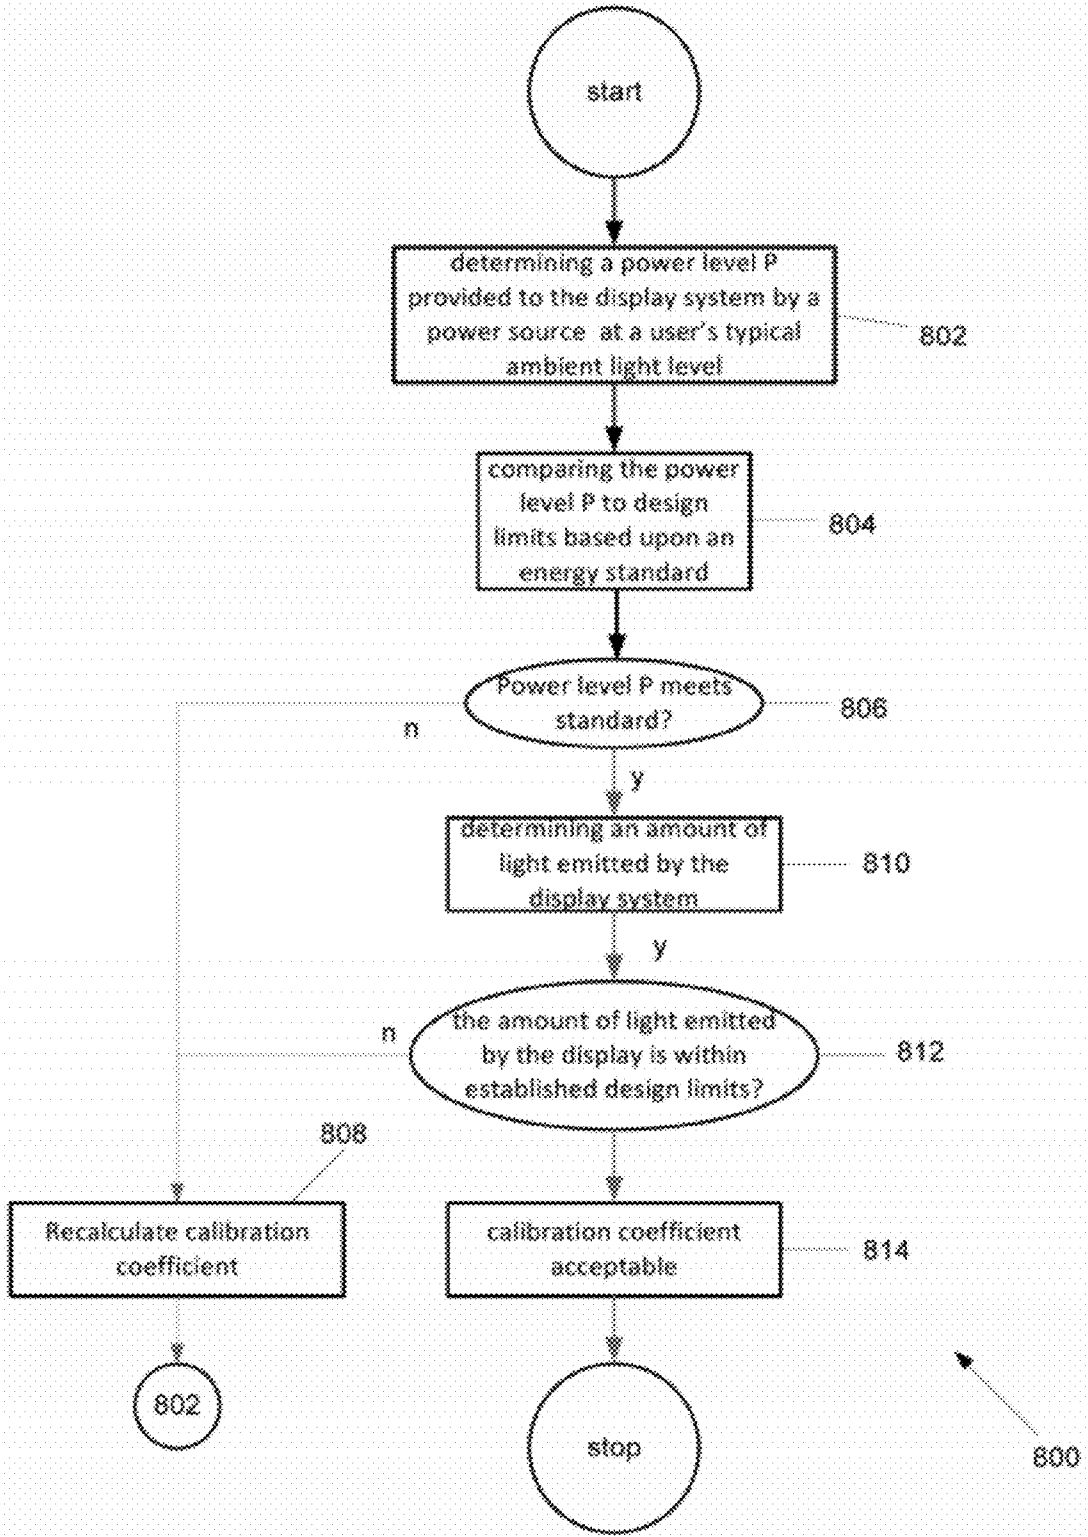 start
determining a power level P
provided to the display system by a
power source at a user's typical
ambient light level
802
comparing the power
level P to design
limits based upon an
energy standard
804
Power level P meets
standard?
806
n
y
determining an amount of
light emitted by the
display system
810
y
the amount of light emitted
by the display is within
established design limits?
812
n
808
Recalculate calibration
coefficient
calibration coefficient
acceptable
814
802
stop
800